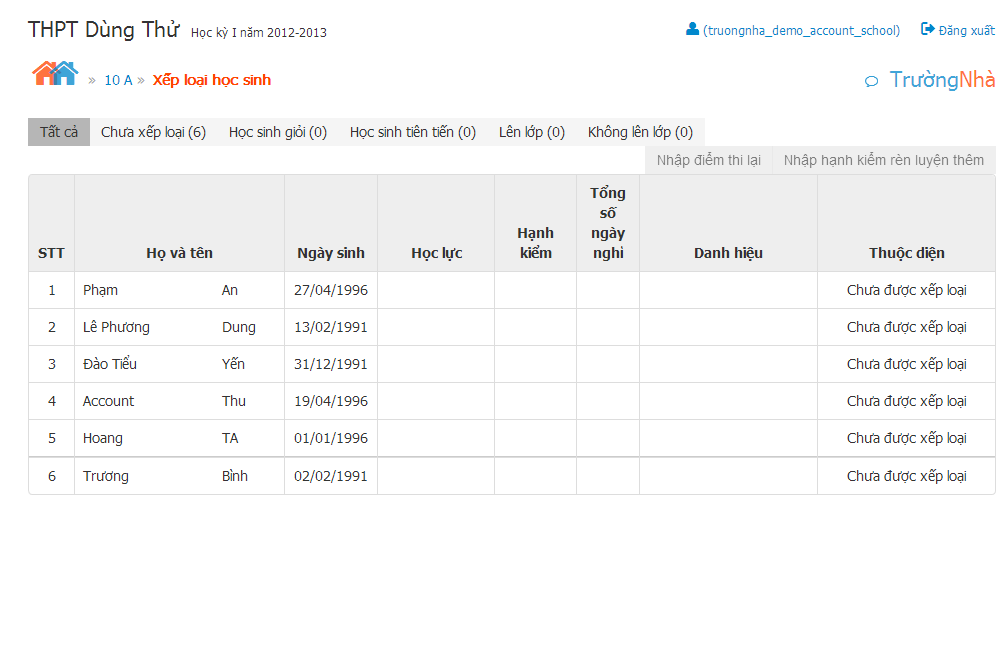 THPT Dùng Thử Học kỳ I năm 2012-2013 (truongnha_demo_account_school) Đăng xuất
» 10 A » Xếp loại học sinh TrườngNhà
Tất cả Chưa xếp loại (6) Học sinh giỏi (0) Học sinh tiên tiến (0) Lên lớp (0) Không lên lớp (0)
Nhập điểm thi lại Nhập hạnh kiểm rèn luyện thêm
STT Họ và tên Ngày sinh Học lực Hạnh kiểm Tổng số ngày nghỉ Danh hiệu Thuộc diện
1 Phạm An 27/04/1996 Chưa được xếp loại
2 Lê Phương Dung 13/02/1991 Chưa được xếp loại
3 Đào Tiểu Yến 31/12/1991 Chưa được xếp loại
4 Account Thu 19/04/1996 Chưa được xếp loại
5 Hoang TA 01/01/1996 Chưa được xếp loại
6 Trương Bình 02/02/1991 Chưa được xếp loại